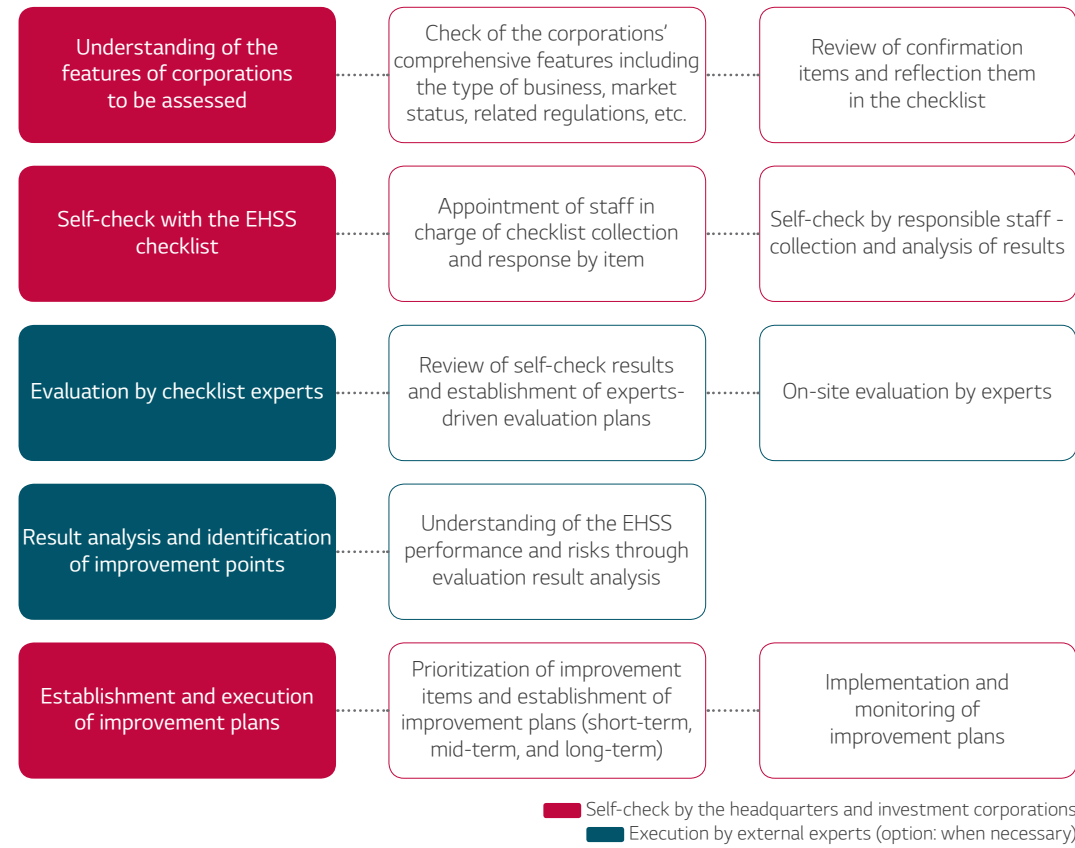 Understanding of the
features of corporations
to be assessed
Check of the corporations'
comprehensive features including
the type of business, market
status, related regulations, etc.
Review of confirmation
items and reflection them
in the checklist
Self-check with the EHSS
checklist
Appointment of staff in
charge of checklist collection
and response by item
Self-check by responsible staff -
collection and analysis of results
Evaluation by checklist experts
Review of self-check results
and establishment of experts-
driven evaluation plans
On-site evaluation by experts
Result analysis and identification
of improvement points
Understanding of the EHSS
performance and risks through
evaluation result analysis
Establishment and execution
of improvement plans
Prioritization of improvement
items and establishment of
improvement plans (short-term,
mid-term, and long-term)
Implementation and
monitoring of
improvement plans
Self-check by the headquarters and investment corporations
Execution by external experts (option: when necessary)